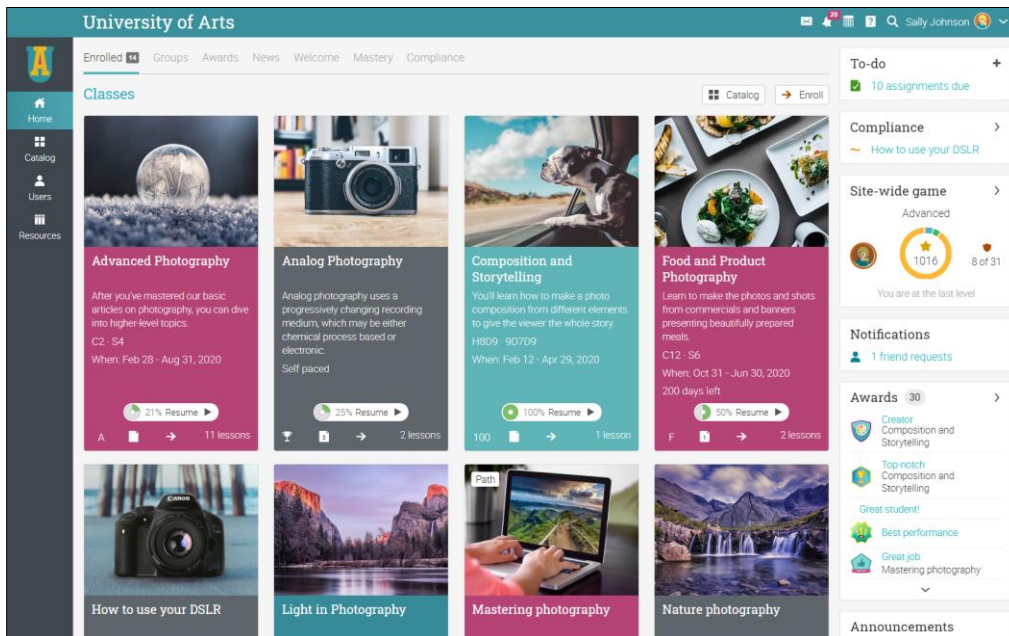 University of Arts
20
Sally Johnson
A
Home
Catalog
Users
Resources
Enrolled 14 Groups Awards News Welcome Mastery Compliance
Classes
Catalog
Enroll
Advanced Photography
After you've mastered our basic
articles on photography, you can dive
into higher-level topics.
C2 · S4
When: Feb 28 - Aug 31, 2020
21% Resume
A
11 lessons
Analog Photography
Analog photography uses a
progressively changing recording
medium, which may be either
chemical process based or
electronic.
Self paced
25% Resume
3
2 lessons
Composition and
Storytelling
You'll learn how to make a photo
composition from different elements
to give the viewer the whole story.
H8D9 · 9D7D9
When: Feb 12 - Apr 29, 2020
100% Resume
100
1 lesson
Food and Product
Photography
Learn to make the photos and shots
from commercials and banners
presenting beautifully prepared
meals.
C12 · S6
When: Oct 31 - Jun 30, 2020
200 days left
50% Resume
F
1
2 lessons
Canon
How to use your DSLR
Light in Photography
Path
Mastering photography
Nature photography
To-do
10 assignments due
Compliance
How to use your DSLR
Site-wide game
Advanced
2
1016
8 of 31
You are at the last level
Notifications
1 friend requests
Awards 30
Creator
Composition and
Storytelling
Top-notch
Composition and
Storytelling
Great student!
Best performance
Great job
Mastering photography
Announcements